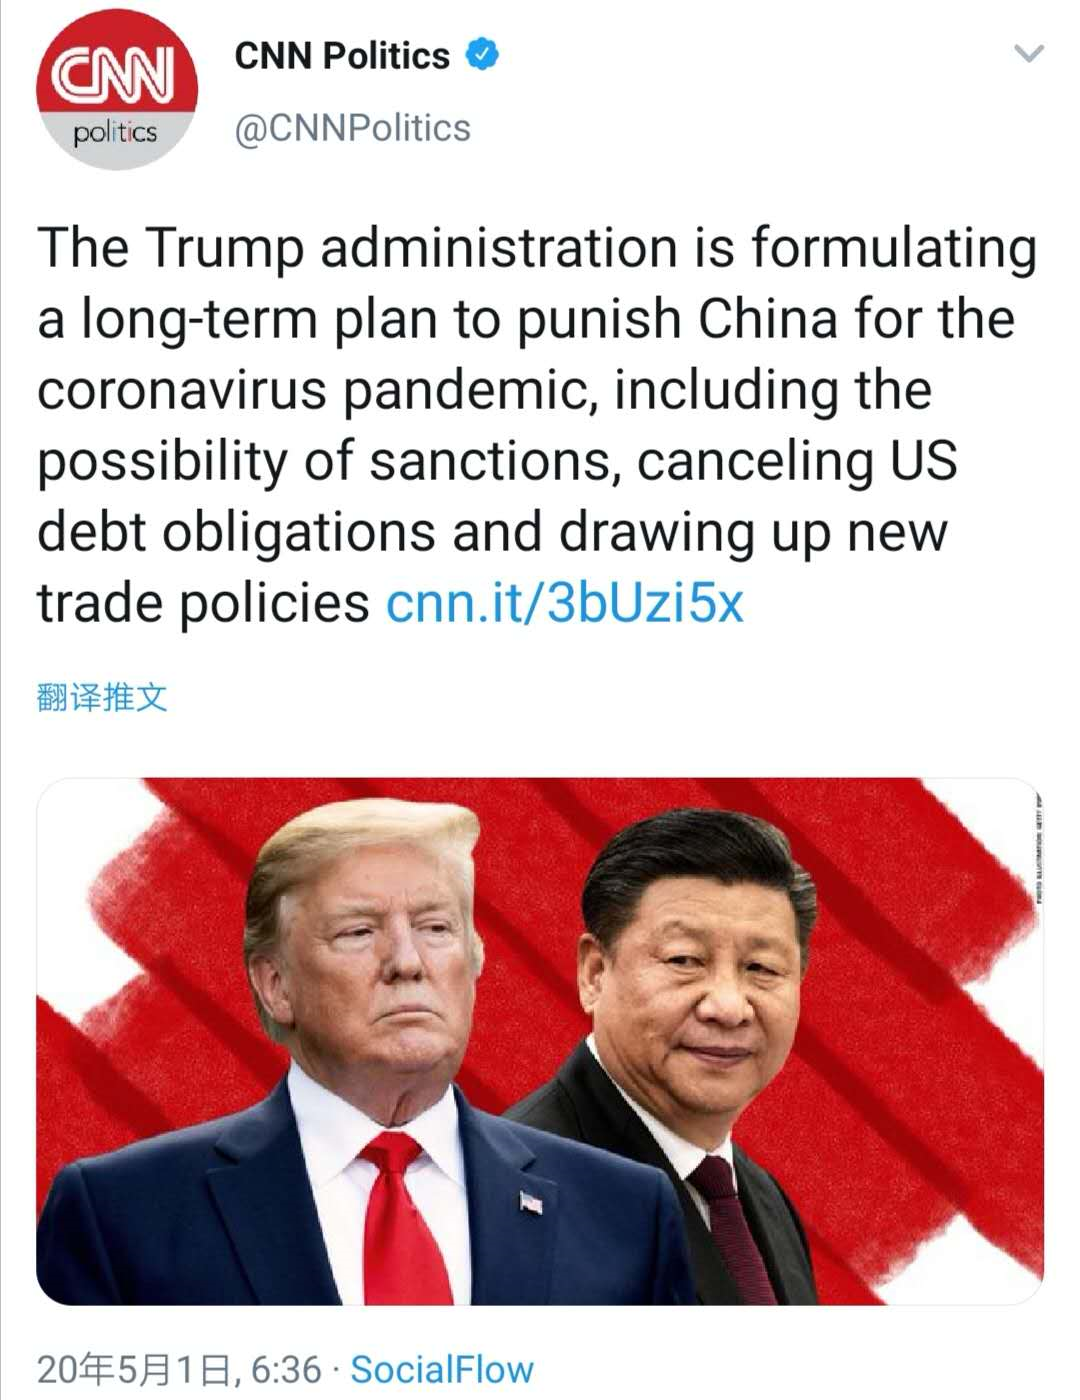 CNN
politics
CNN Politics
@CNNPolitics
The Trump administration is formulating
a long-term plan to punish China for the
coronavirus pandemic, including the
possibility of sanctions, canceling US
debt obligations and drawing up new
trade policies cnn.it/3bUzi5x
翻译推文
20年5月1日, 6:36 · SocialFlow